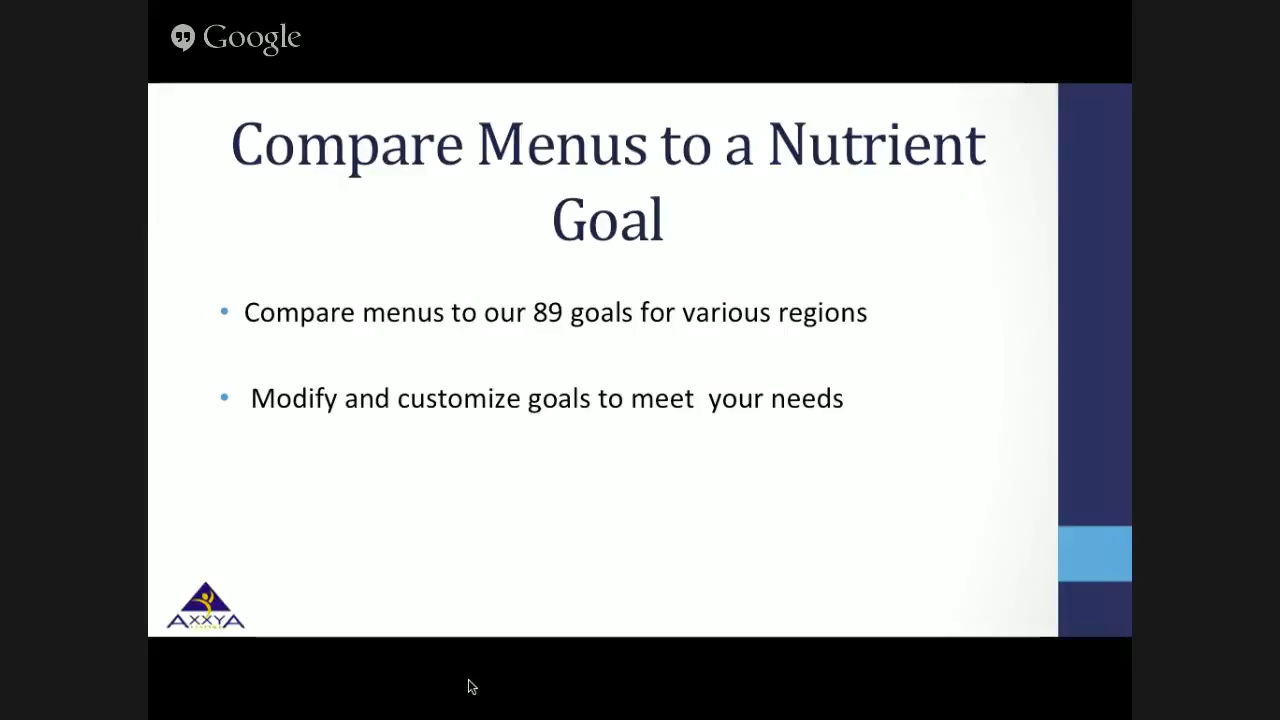 Google
Compare Menus to a Nutrient
Goal
• Compare menus to our 89 goals for various regions
• Modify and customize goals to meet  your needs
AXXYA